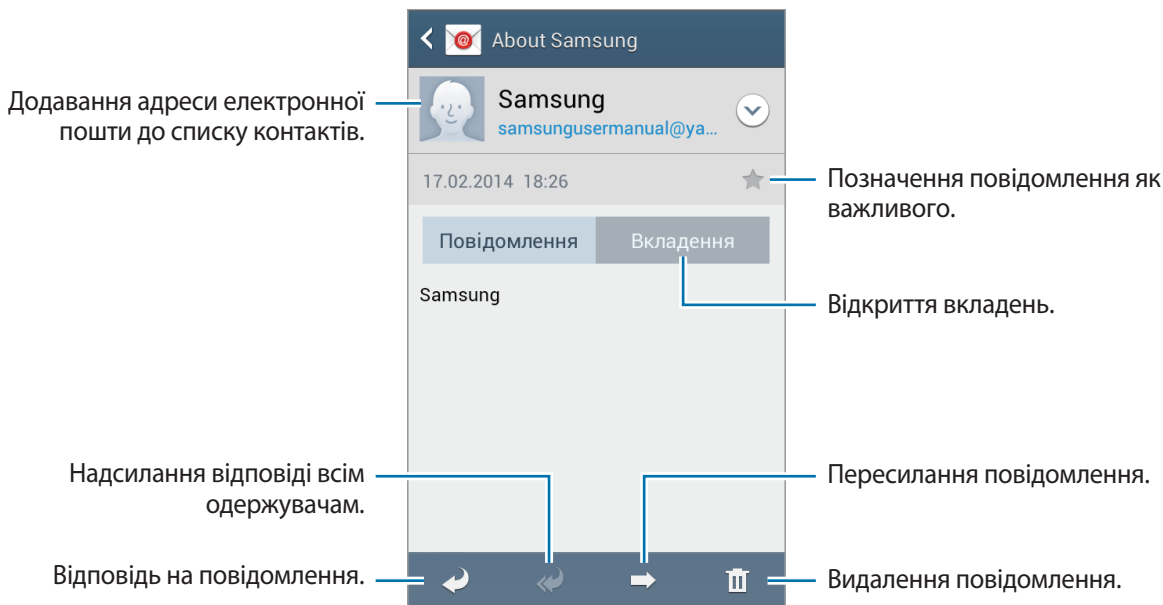 About Samsung
Додавання адреси електронної
пошти до списку контактів.
Samsung
samsungusermanual@ya...
17.02.2014 18:26
Позначення повідомлення як
важливого.
Повідомлення
Вкладення
Samsung
Відкриття вкладень.
Надсилання відповіді всім
одержувачам.
Пересилання повідомлення.
Відповідь на повідомлення.
Видалення повідомлення.